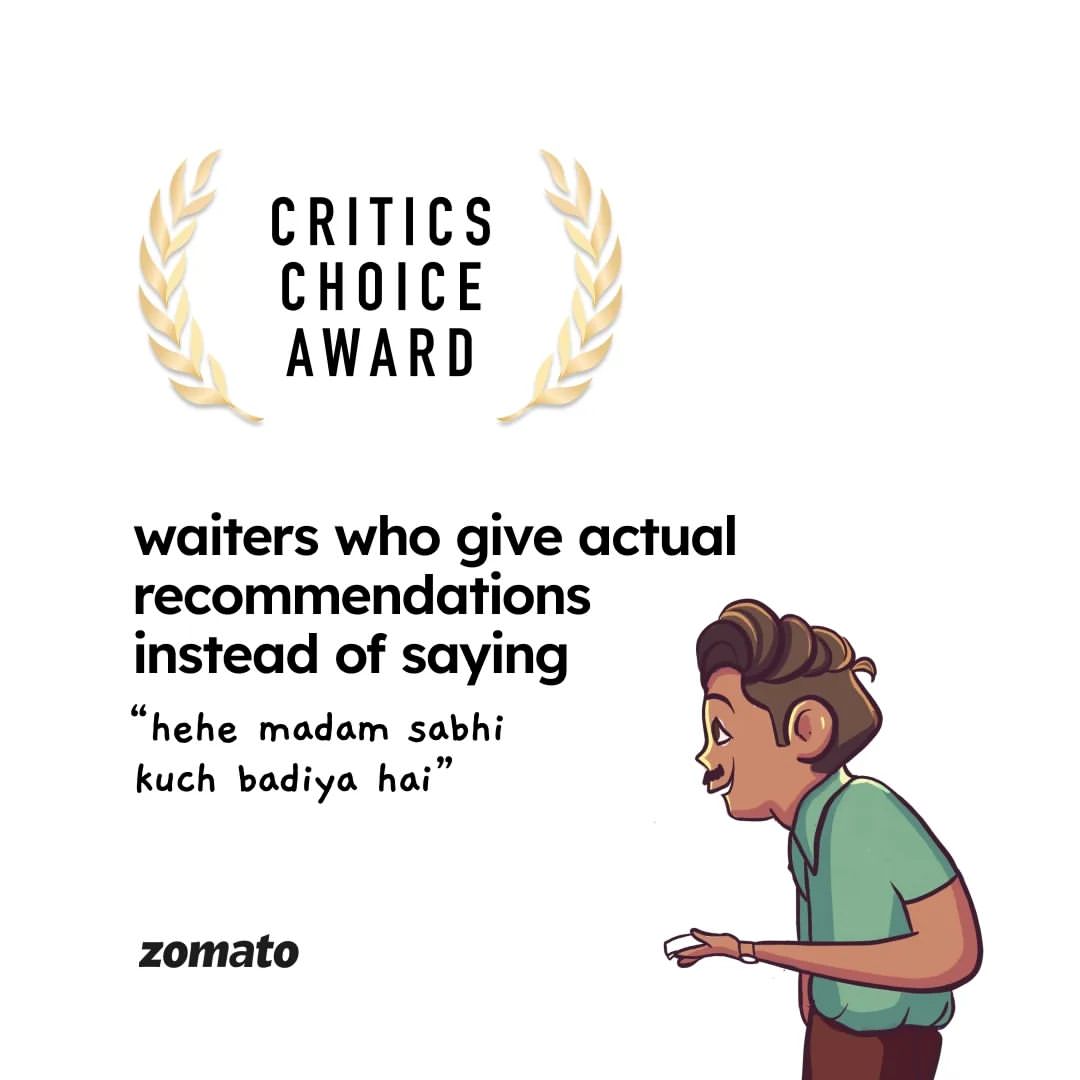 CRITICS
CHOICE
AWARD
waiters who give actual
recommendations
instead of saying
“hehe madam sabhi
kuch badiya hai”
zomato